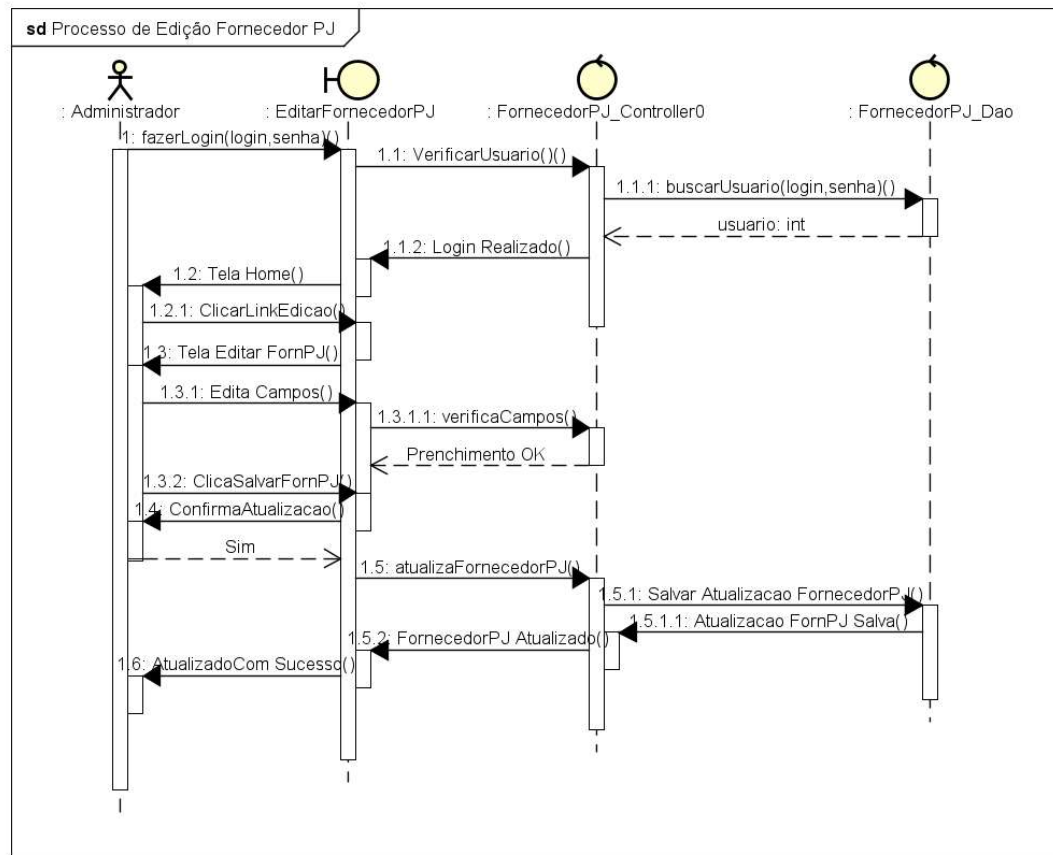 sd Processo de Edição Fornecedor PJ
: Administrador
: EditarFornecedorPJ
: FornecedorPJ_Controller0
: FornecedorPJ_Dao
1: fazerLogin(login,senha)()
1.1: VerificarUsuario()()
1.1.1: buscarUsuario(login,senha)()
usuario: int
1.1.2: Login Realizado()
1.2: Tela Home()
1.2.1: ClicarLinkEdicao()
1.3: Tela Editar FornPJ()
1.3.1: Edita Campos()
1.3.1.1: verificaCampos()
Prenchimento OK
1.3.2: ClicaSalvarFornPJ()
1.4: ConfirmaAtualizacao()
Sim
1.5: atualizaFornecedorPJ()
1.5.1: Salvar Atualizacao FornecedorPJ()
1.5.1.1: Atualizacao FornPJ Salva()
1.5.2: FornecedorPJ Atualizado()
1.6: AtualizadoCom Sucesso()